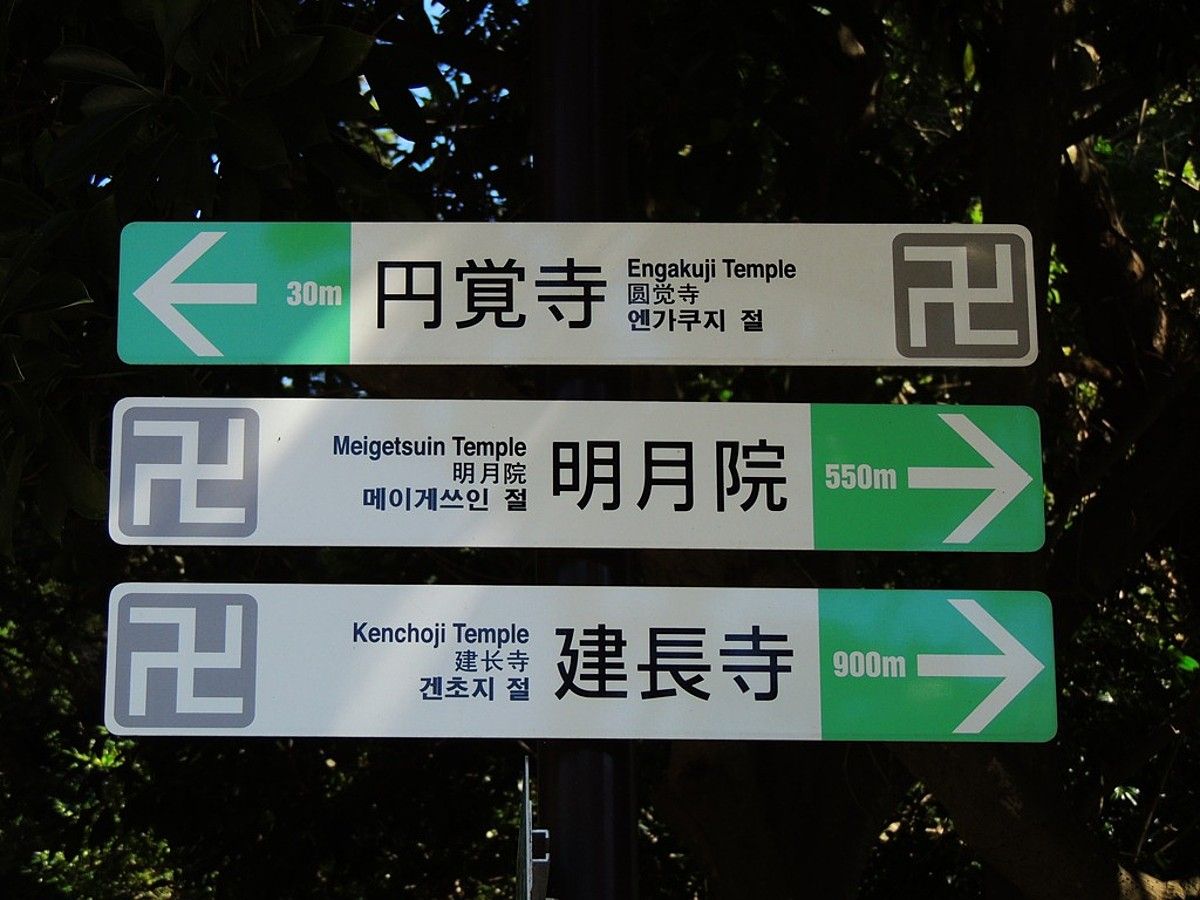 30m
円覚寺
Engakuji Temple
圆觉寺
엔가쿠지 절
Meigetsuin Temple
明月院
메이게쓰인 절
明月院
550m
Kenchoji Temple
建长寺
겐초지 절
建長寺
900m